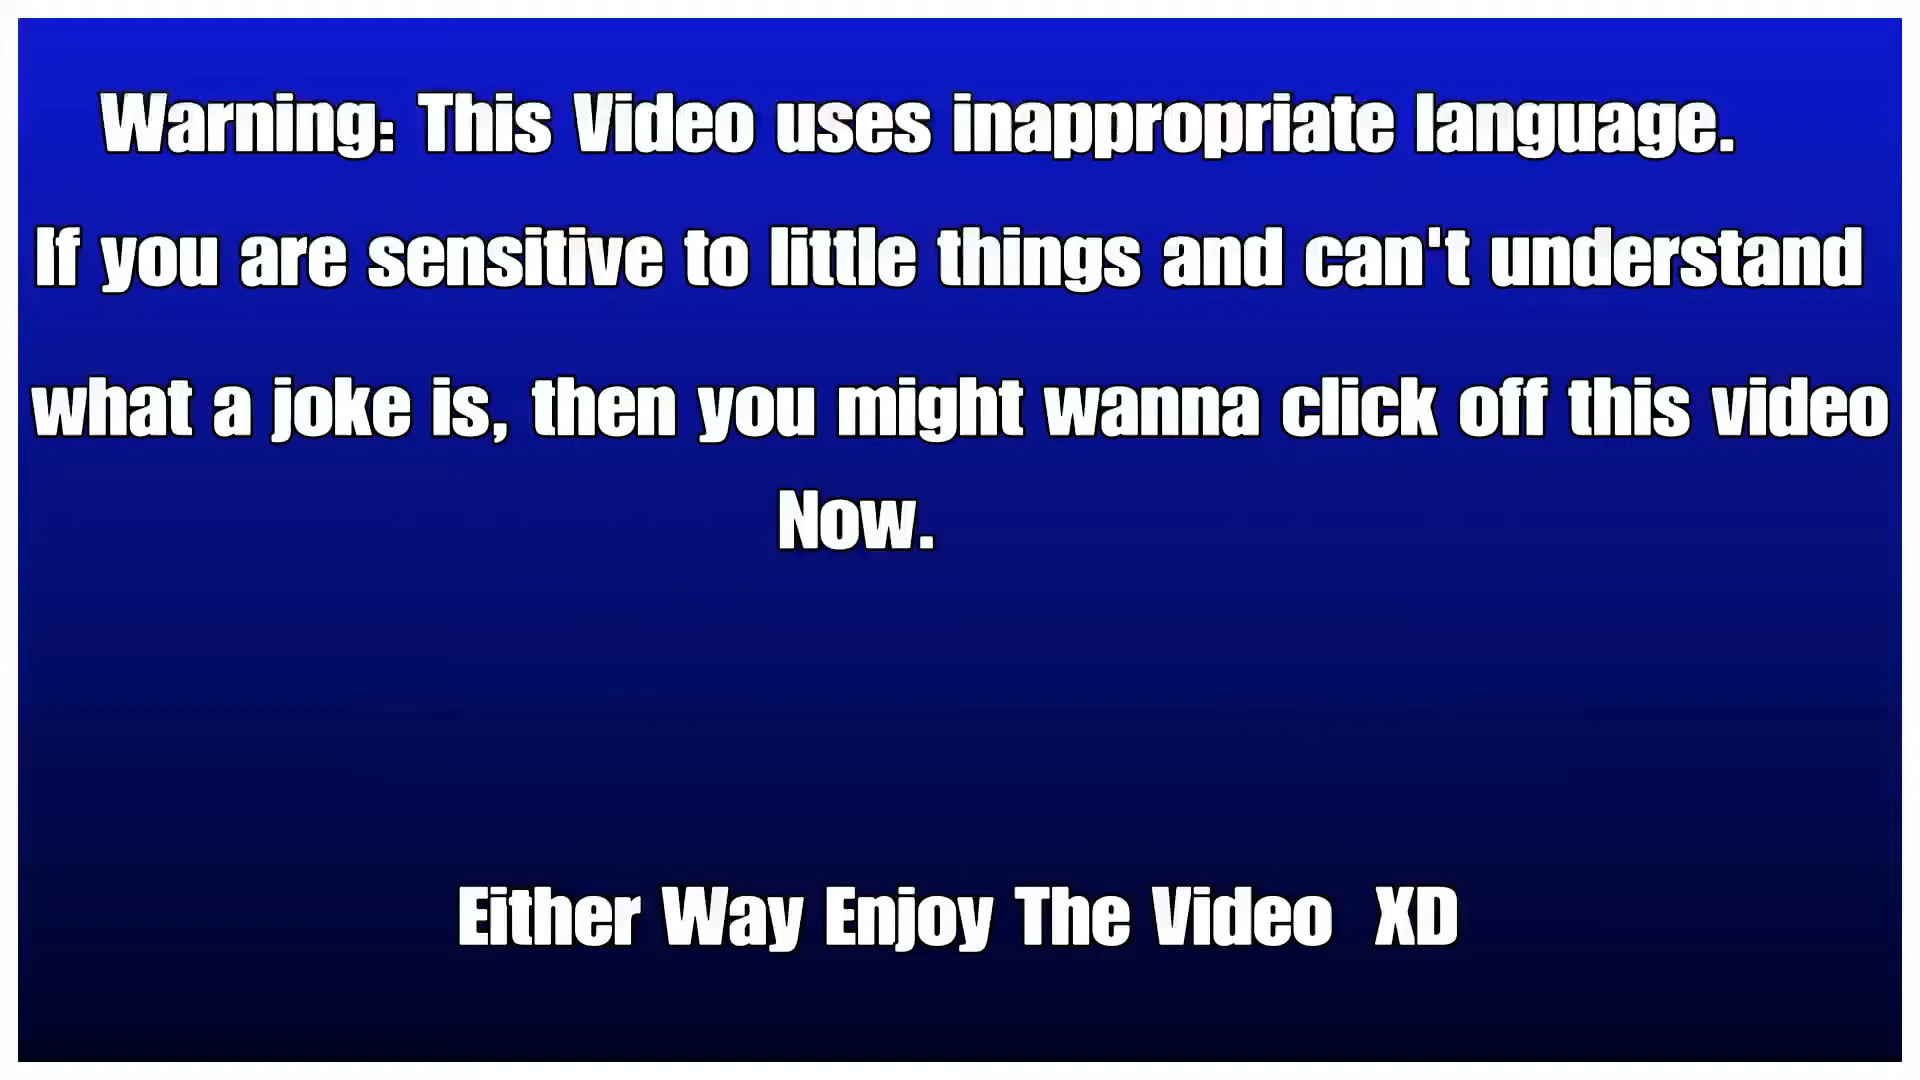 Warning: This Video uses inappropriate language.
If you are sensitive to little things and can't understand
what a joke is, then you might wanna click off this video
Now.
Either Way Enjoy The Video XD